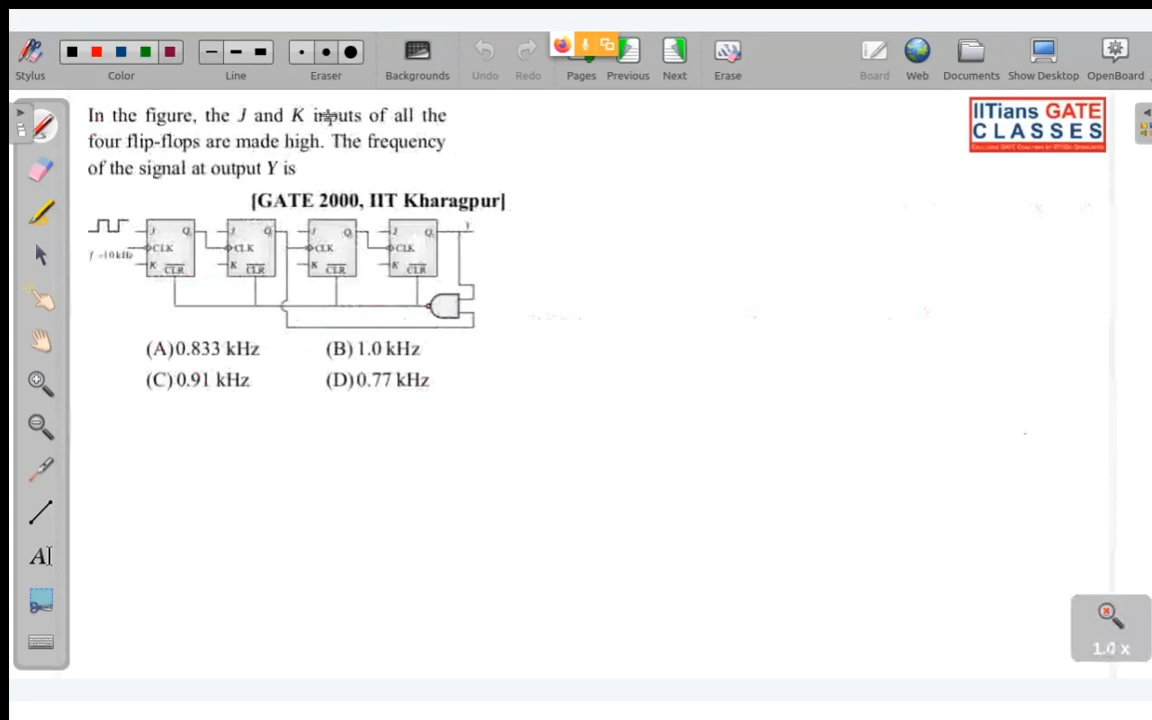 Stylus Color Line Eraser Backgrounds Undo Redo Pages Previous Next Erase Board Web Documents Show Desktop OpenBoard
In the figure, the J and K inputs of all the
four flip-flops are made high. The frequency
of the signal at output Y is
[GATE 2000, IIT Kharagpur]
IITians GATE
CLASSES
J Q J Q J Q J Q Y
CLK CLK CLK CLK
f =10 kHz
K CLR K CLR K CLR K CLR
(A) 0.833 kHz (B) 1.0 kHz
(C) 0.91 kHz (D) 0.77 kHz
A
1.0 x